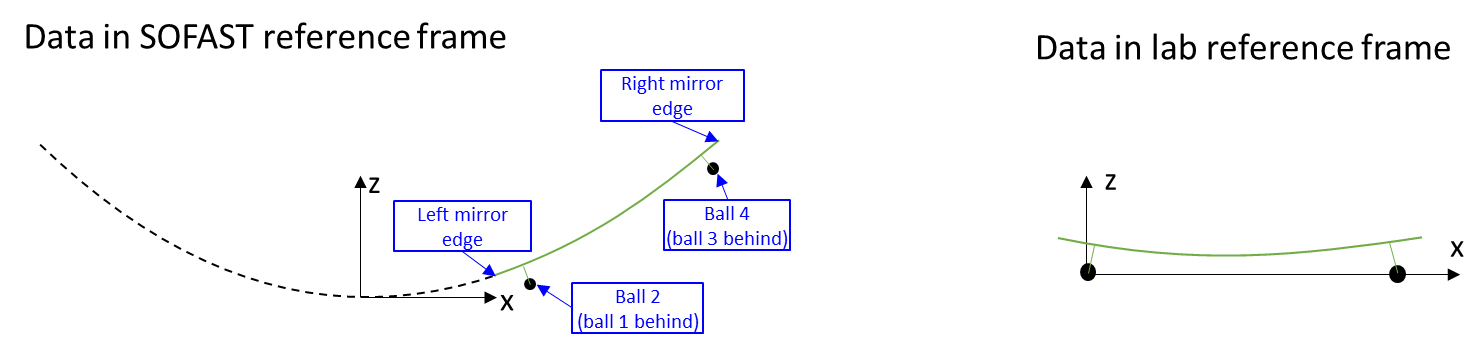 Data in SOFAST reference frame
Data in lab reference frame
Right mirror
edge
Z
Left mirror
edge
Ball 4
(ball 3 behind)
X
Ball 2
(ball 1 behind)
Z
X